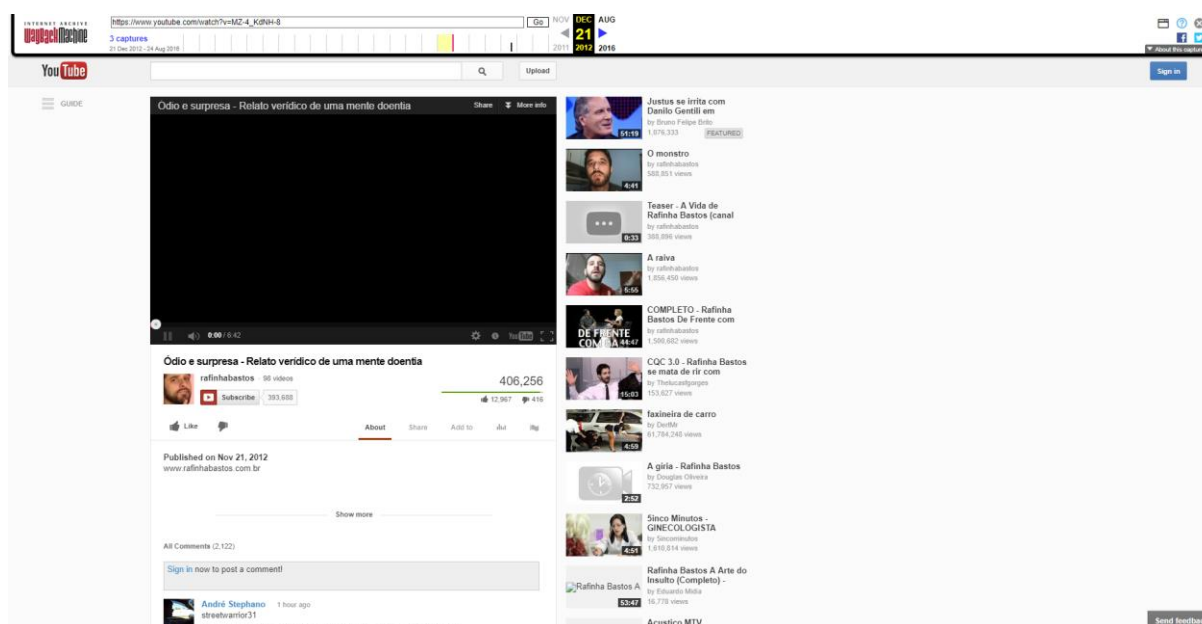 INTERNET ARCHIVE
WayBackMachine
https://www.youtube.com/watch?v=MZ-4_KdNH-8
Go
NOV DEC AUG
3 captures
21
21 Dec 2012 - 24 Aug 2016
2011 2012 2016
About this capture
YouTube
Upload
Sign in
GUIDE
Ódio e surpresa - Relato verídico de uma mente doentia
Share More info
0:00 / 6:42
YouTube
Ódio e surpresa - Relato verídico de uma mente doentia
rafinhabastos 98 videos
Subscribe 393,688
406,256
12,967 416
Like
About Share Add to
Published on Nov 21, 2012
www.rafinhabastos.com.br
Show more
All Comments (2,122)
Sign in now to post a comment!
André Stephano 1 hour ago
streetwarrior31
Justus se irrita com
Danilo Gentili em
by Bruno Felipe Brito
1,076,333 FEATURED
51:19
O monstro
by rafinhabastos
588,851 views
4:41
Teaser - A Vida de
Rafinha Bastos (canal
by rafinhabastos
388,896 views
0:33
A raiva
by rafinhabastos
1,856,450 views
5:55
COMPLETO - Rafinha
Bastos De Frente com
by rafinhabastos
1,586,682 views
DE FRENTE
44:47
CQC 3.0 - Rafinha Bastos
se mata de rir com
by Thelucasfgorges
153,627 views
15:03
faxineira de carro
by DerfMr
61,784,246 views
4:59
A gíria - Rafinha Bastos
by Douglas Oliveira
732,957 views
2:52
5inco Minutos -
GINECOLOGISTA
by 5incominutos
1,610,814 views
4:51
Rafinha Bastos A Arte do
Insulto (Completo) -
by Eduardo Midia
16,778 views
Rafinha Bastos A
53:47
Acustico MTV
Send feedback